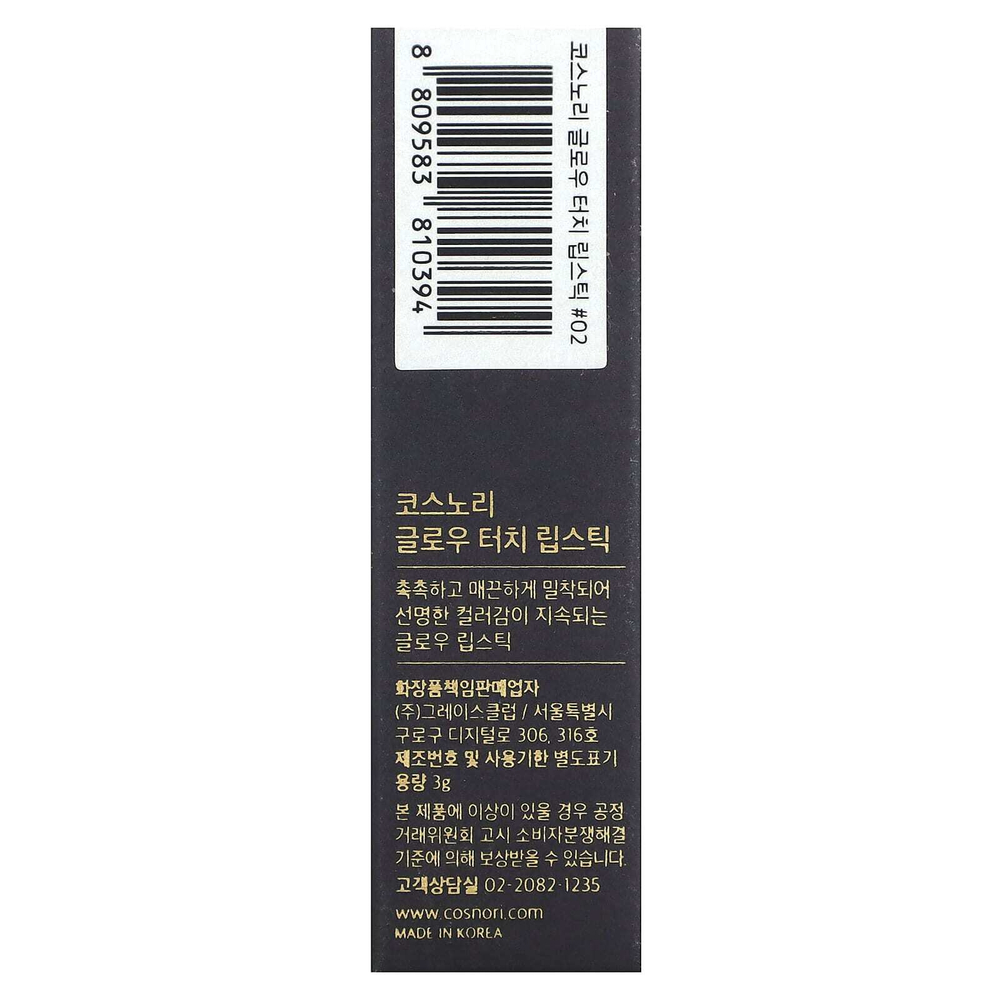 코스노리 글로우 터치 립스틱 #02
8 809583 810394
코스노리
글로우 터치 립스틱
촉촉하고 매끈하게 밀착되어
선명한 컬러감이 지속되는
글로우 립스틱
화장품책임판매업자
(주)그레이스클럽 / 서울특별시
구로구 디지털로 306, 316호
제조번호 및 사용기한 별도표기
용량 3g
본 제품에 이상이 있을 경우 공정
거래위원회 고시 소비자분쟁해결
기준에 의해 보상받을 수 있습니다.
고객상담실 02-2082-1235
www.cosnori.com
MADE IN KOREA